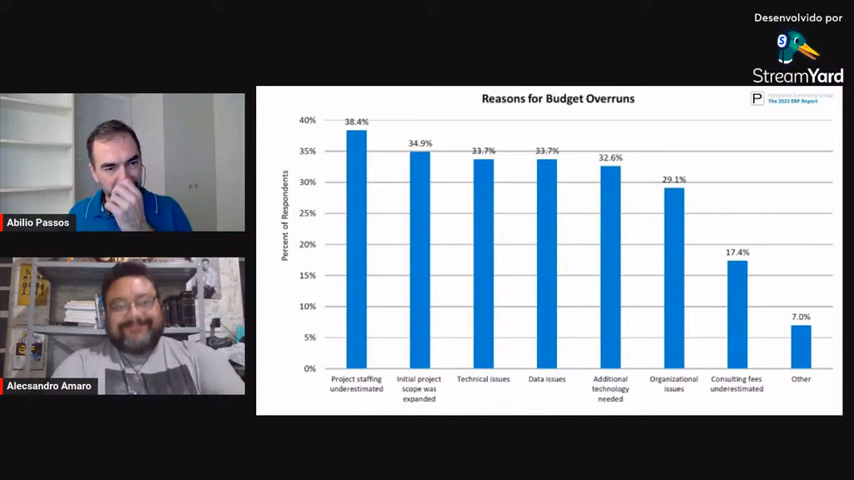 Desenvolvido por
S
StreamYard
Reasons for Budget Overruns
P
Panorama Consulting Group
The 2023 ERP Report
Percent of Respondents
40%
35%
30%
25%
20%
15%
10%
5%
0%
38.4%
34.9%
33.7%
33.7%
32.6%
29.1%
17.4%
7.0%
Project staffing
underestimated
Initial project
scope was
expanded
Technical issues
Data issues
Additional
technology
needed
Organizational
issues
Consulting fees
underestimated
Other
Abilio Passos
Alecsandro Amaro